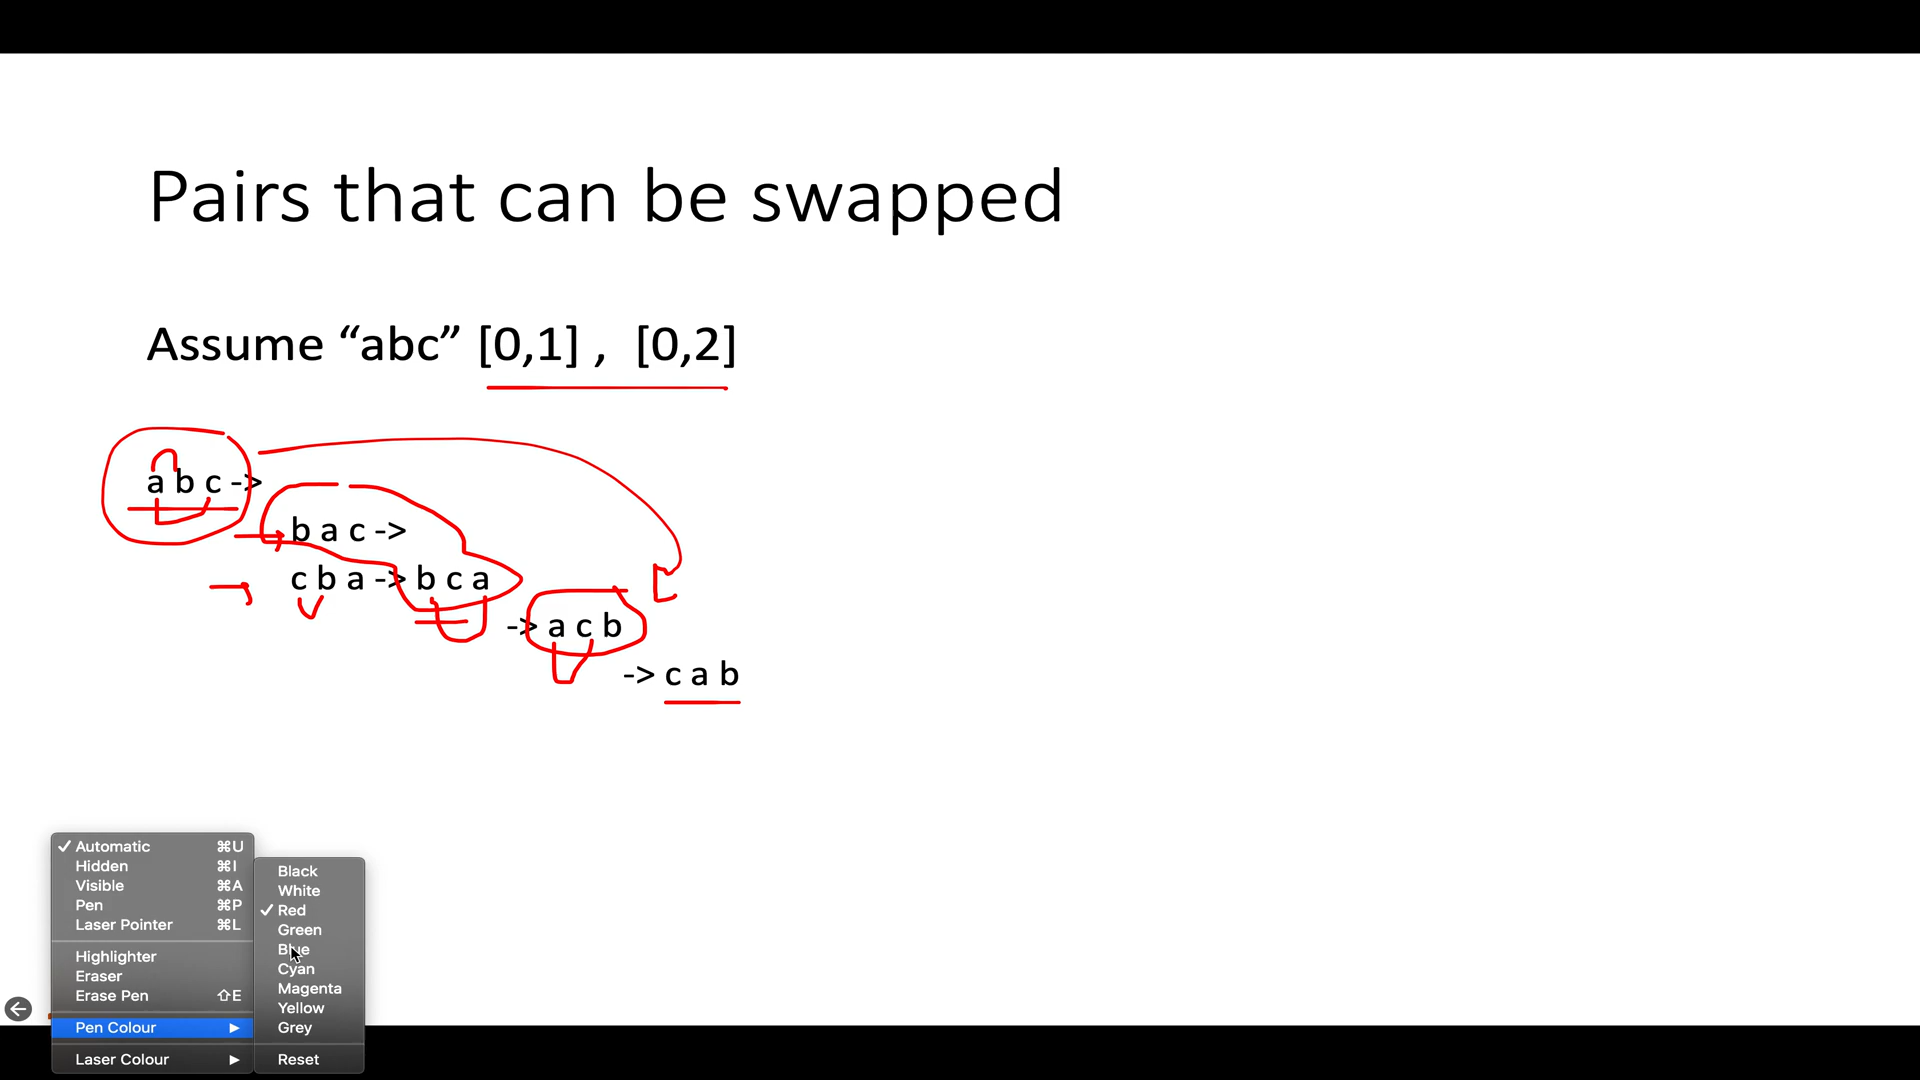 Pairs that can be swapped
Assume “abc” [0,1] , [0,2]
a b c ->
b a c ->
c b a -> b c a
-> a c b
-> c a b
✓ Automatic ⌘U
Hidden ⌘I
Visible ⌘A
Pen ⌘P
Laser Pointer ⌘L
Highlighter
Eraser
Erase Pen ⇧E
Pen Colour ▶
Laser Colour ▶
Black
White
✓ Red
Green
Blue
Cyan
Magenta
Yellow
Grey
Reset